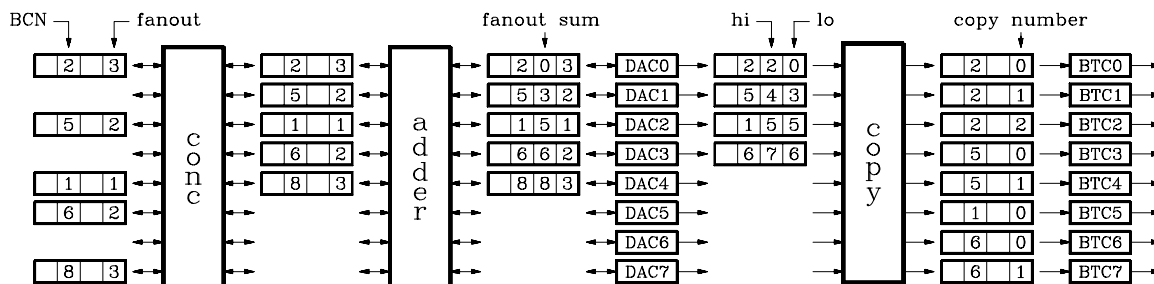 BCN fanout fanout sum hi lo copy number
2 3 2 3 2 0 3 DAC0 2 2 0 2 0 BTC0
5 2 5 3 2 DAC1 5 4 3 2 1 BTC1
5 2 1 1 1 5 1 DAC2 1 5 5 2 2 BTC2
6 2 6 6 2 DAC3 6 7 6 5 0 BTC3
1 1 8 3 8 8 3 DAC4 5 1 BTC4
6 2 DAC5 1 0 BTC5
DAC6 6 0 BTC6
8 3 DAC7 6 1 BTC7
conc
adder
copy